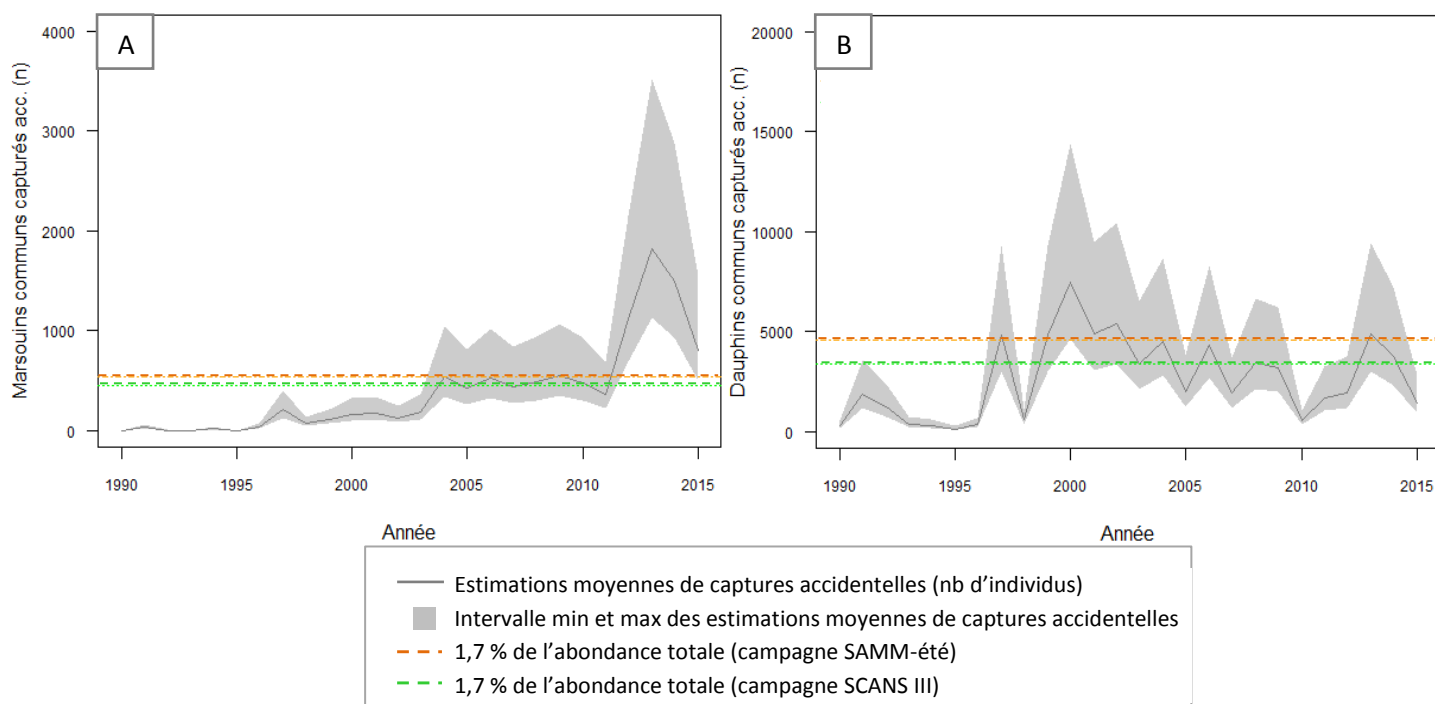 A
Marsouins communs capturés acc. (n)
4000
3000
2000
1000
0
1990
1995
2000
2005
2010
2015
Année
B
Dauphins communs capturés acc. (n)
20000
15000
10000
5000
0
1990
1995
2000
2005
2010
2015
Année
Estimations moyennes de captures accidentelles (nb d’individus)
Intervalle min et max des estimations moyennes de captures accidentelles
1,7 % de l’abondance totale (campagne SAMM-été)
1,7 % de l’abondance totale (campagne SCANS III)